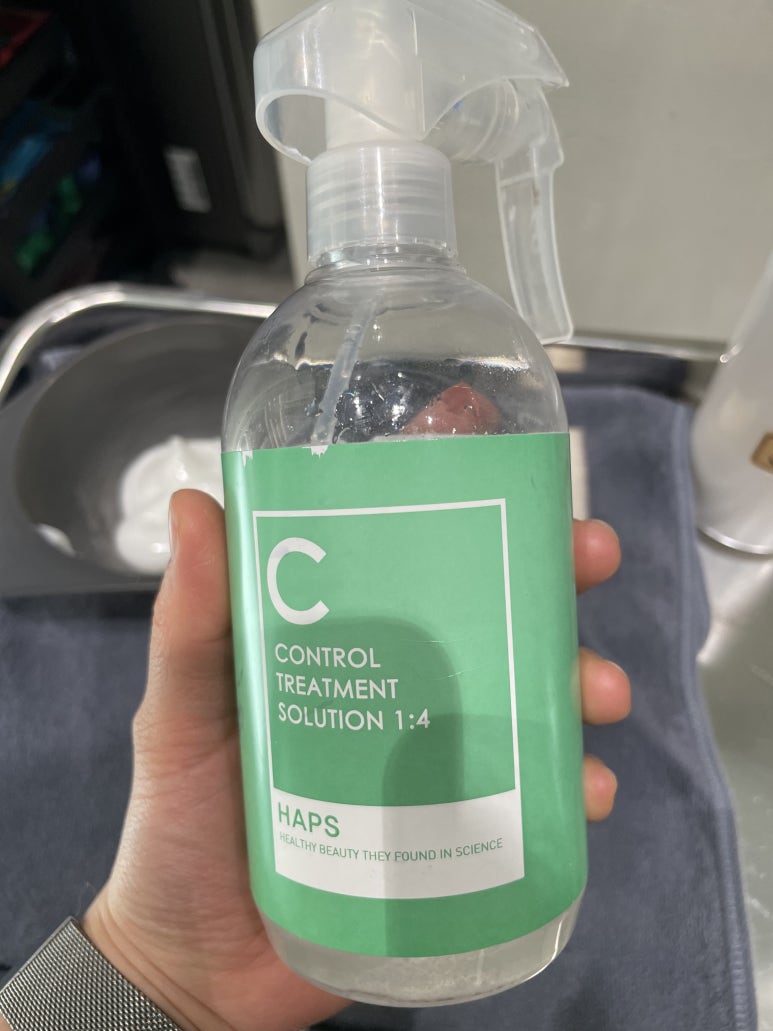 C
CONTROL
TREATMENT
SOLUTION 1:4
HAPS
HEALTHY BEAUTY THEY FOUND IN SCIENCE